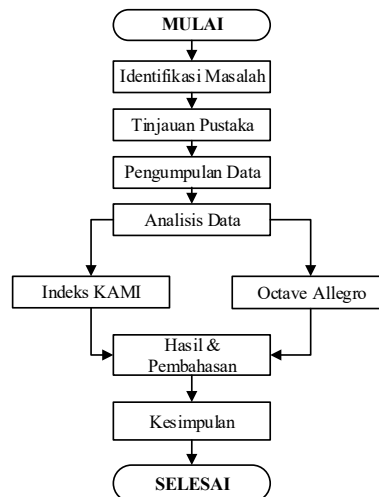 MULAI
Identifikasi Masalah
Tinjauan Pustaka
Pengumpulan Data
Analisis Data
Indeks KAMI
Octave Allegro
Hasil &
Pembahasan
Kesimpulan
SELESAI